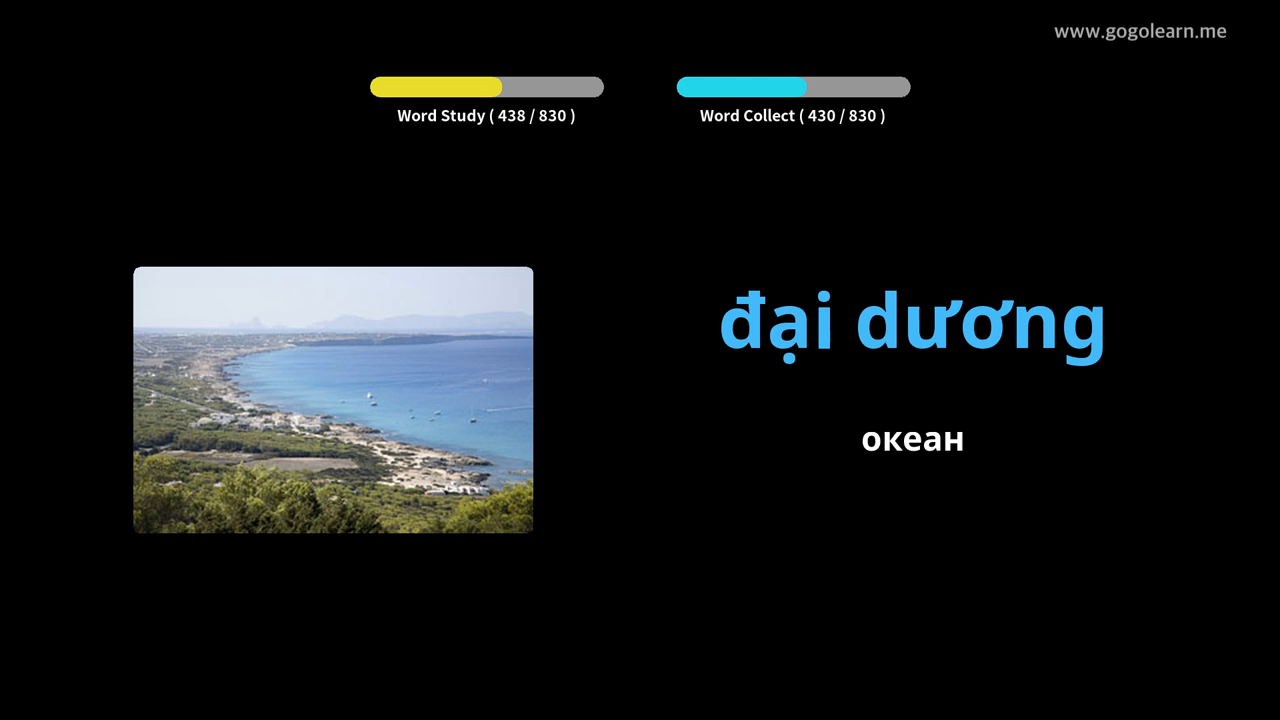 www.gogolearn.me
Word Study ( 438 / 830 )
Word Collect ( 430 / 830 )
đại dương
океан